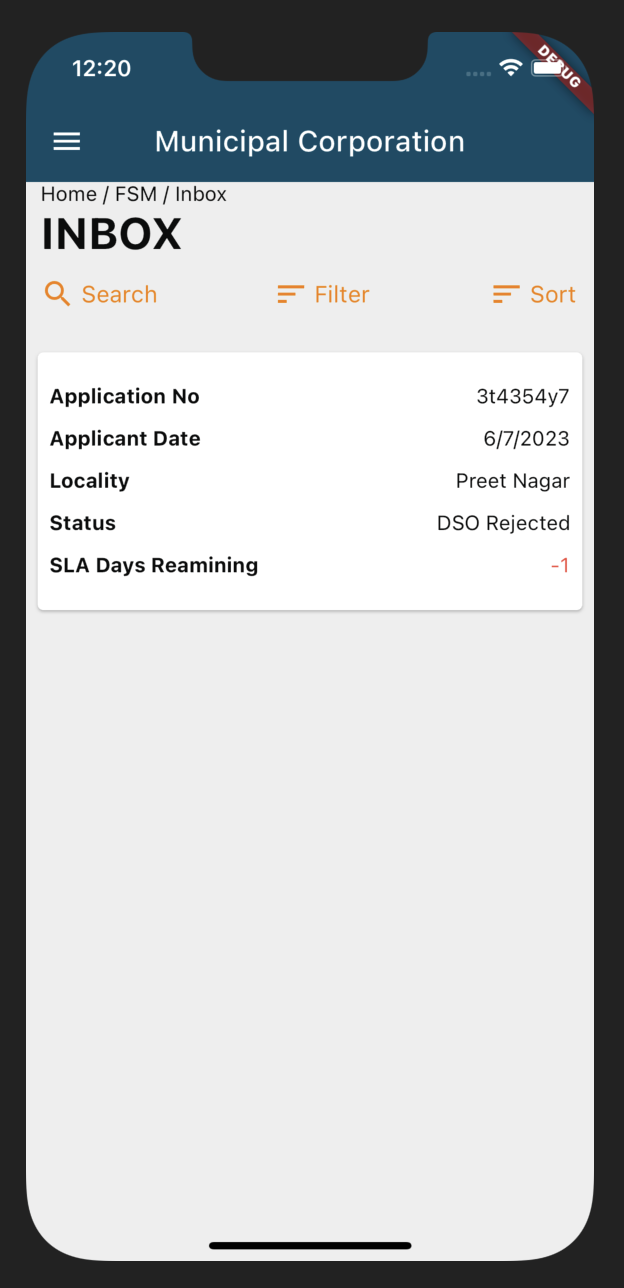 12:20
DEBUG
Municipal Corporation
Home / FSM / Inbox
INBOX
Search Filter Sort
Application No 3t4354y7
Applicant Date 6/7/2023
Locality Preet Nagar
Status DSO Rejected
SLA Days Reamining -1